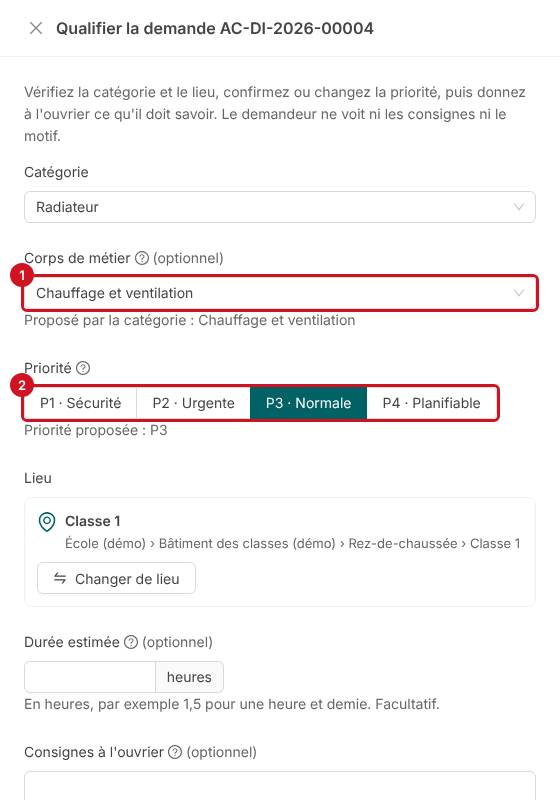 Qualifier la demande AC-DI-2026-00004
Vérifiez la catégorie et le lieu, confirmez ou changez la priorité, puis donnez
à l'ouvrier ce qu'il doit savoir. Le demandeur ne voit ni les consignes ni le
motif.
Catégorie
Radiateur
Corps de métier (optionnel)
1
Chauffage et ventilation
Proposé par la catégorie : Chauffage et ventilation
Priorité
2
P1 · Sécurité P2 · Urgente P3 · Normale P4 · Planifiable
Priorité proposée : P3
Lieu
Classe 1
École (démo) › Bâtiment des classes (démo) › Rez-de-chaussée › Classe 1
Changer de lieu
Durée estimée (optionnel)
heures
En heures, par exemple 1,5 pour une heure et demie. Facultatif.
Consignes à l'ouvrier (optionnel)